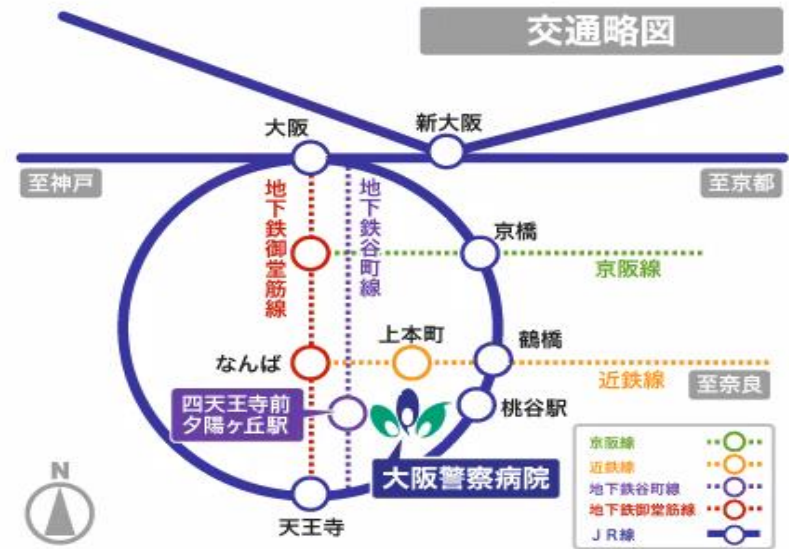 交通略図
大阪
新大阪
至神戸
至京都
地下鉄御堂筋線
地下鉄谷町線
京橋
京阪線
上本町
鶴橋
なんば
近鉄線
至奈良
四天王寺前
夕陽ヶ丘駅
桃谷駅
大阪警察病院
天王寺
N
京阪線
近鉄線
地下鉄谷町線
地下鉄御堂筋線
JR線